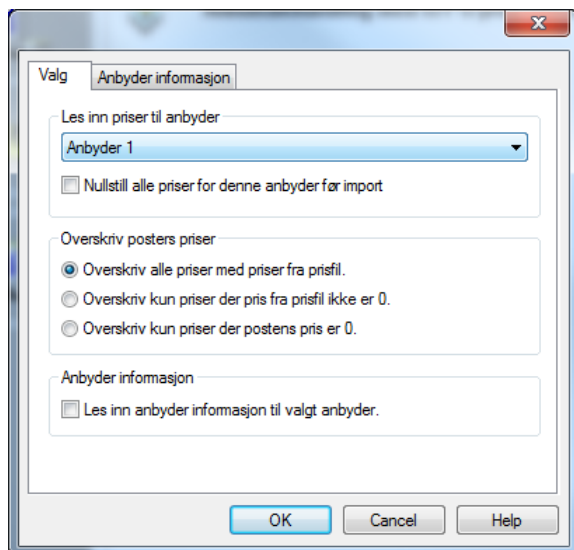 Valg
Anbyder informasjon
Les inn priser til anbyder
Anbyder 1
Nullstill alle priser for denne anbyder før import
Overskriv posters priser
Overskriv alle priser med priser fra prisfil.
Overskriv kun priser der pris fra prisfil ikke er 0.
Overskriv kun priser der postens pris er 0.
Anbyder informasjon
Les inn anbyder informasjon til valgt anbyder.
OK
Cancel
Help